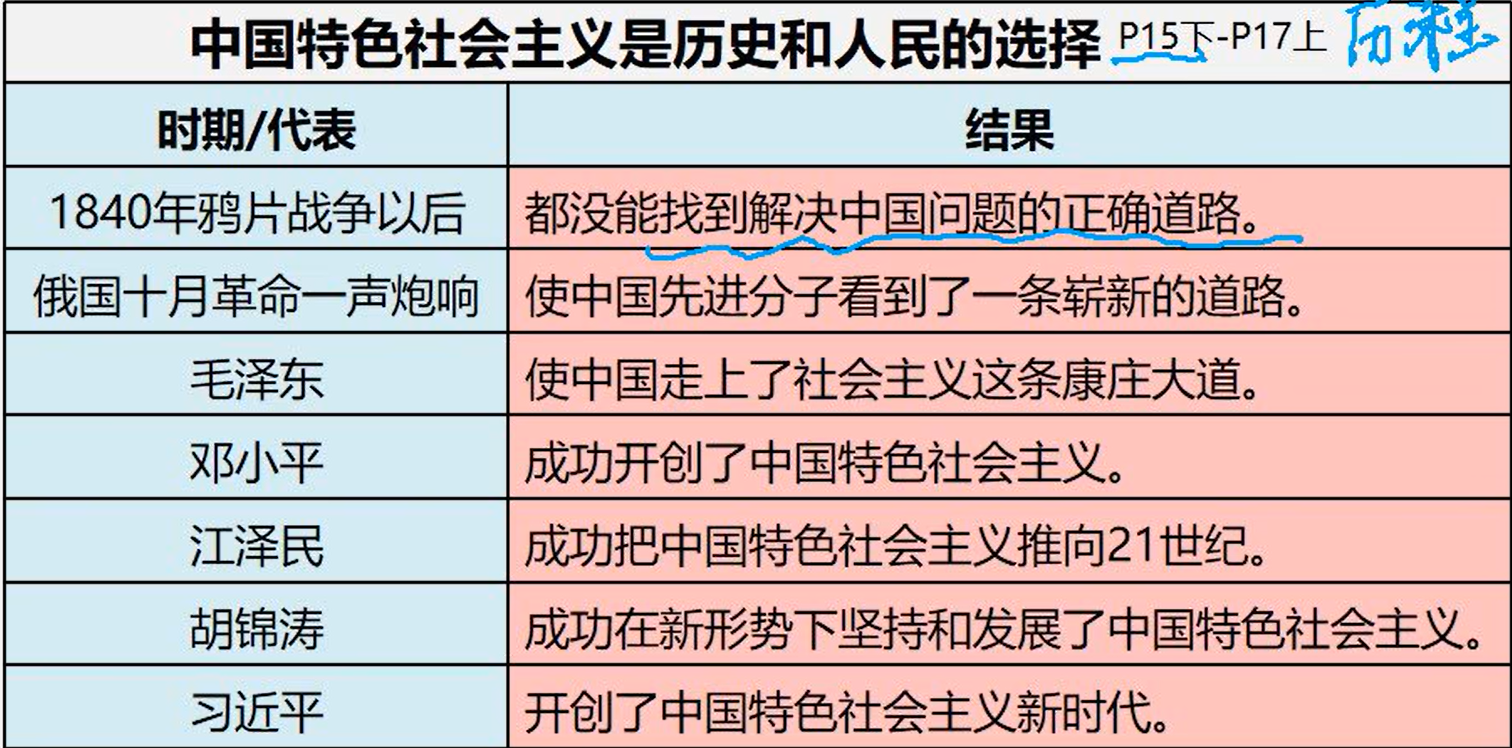 中国特色社会主义是历史和人民的选择 P15下-P17上 历程
时期/代表 结果
1840年鸦片战争以后 都没能找到解决中国问题的正确道路。
俄国十月革命一声炮响 使中国先进分子看到了一条崭新的道路。
毛泽东 使中国走上了社会主义这条康庄大道。
邓小平 成功开创了中国特色社会主义。
江泽民 成功把中国特色社会主义推向21世纪。
胡锦涛 成功在新形势下坚持和发展了中国特色社会主义。
习近平 开创了中国特色社会主义新时代。